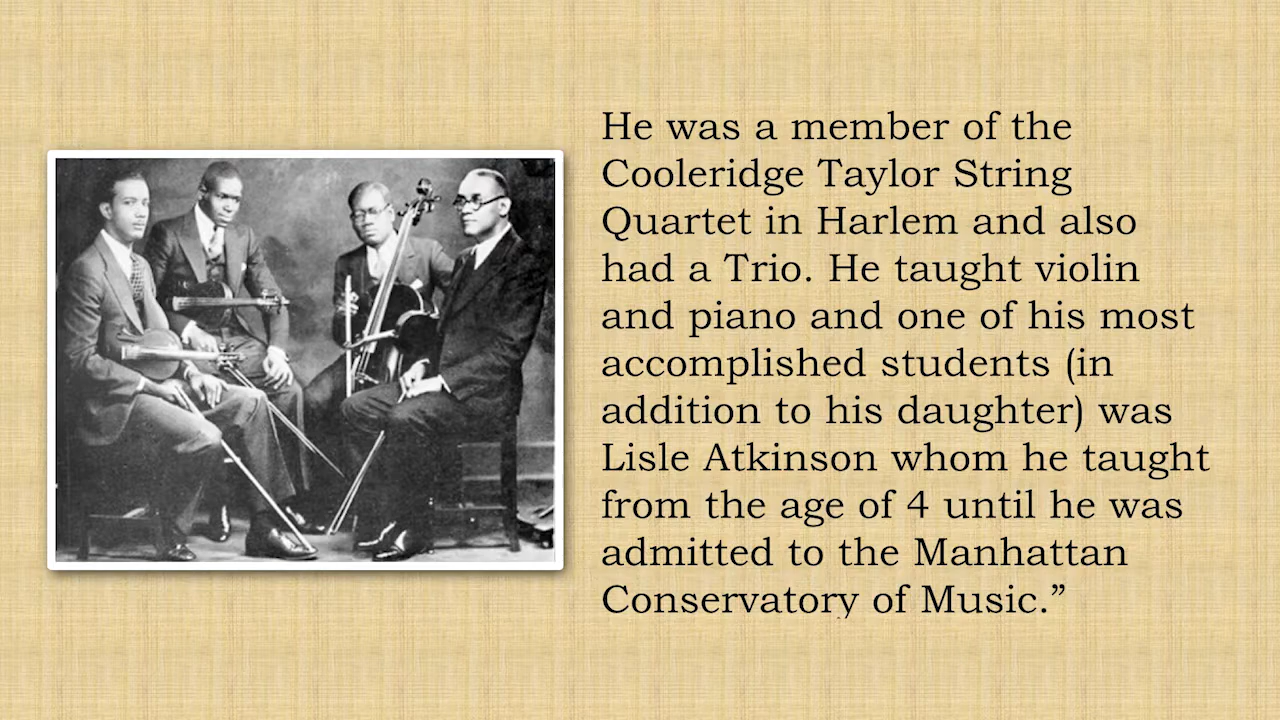 He was a member of the
Cooleridge Taylor String
Quartet in Harlem and also
had a Trio. He taught violin
and piano and one of his most
accomplished students (in
addition to his daughter) was
Lisle Atkinson whom he taught
from the age of 4 until he was
admitted to the Manhattan
Conservatory of Music.”